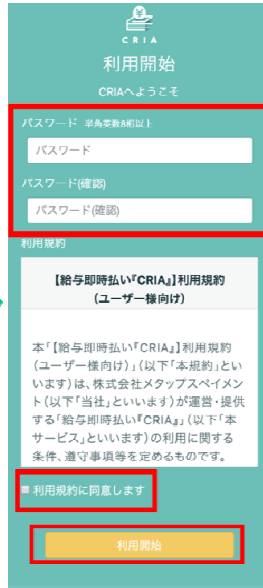 CRIA
利用開始
CRIAへようこそ
パスワード 半角英数8桁以上
パスワード
パスワード(確認)
パスワード(確認)
利用規約
【給与即時払い『CRIA』】利用規約
(ユーザー様向け)
本「【給与即時払い『CRIA』】利用規約
(ユーザー様向け)」(以下「本規約」とい
います)は、株式会社メタップスペイメン
ト(以下「当社」といいます)が運営・提供
する「給与即時払い『CRIA』」(以下「本
サービス」といいます)の利用に関する
条件、遵守事項等を定めるものです。
利用規約に同意します
利用開始